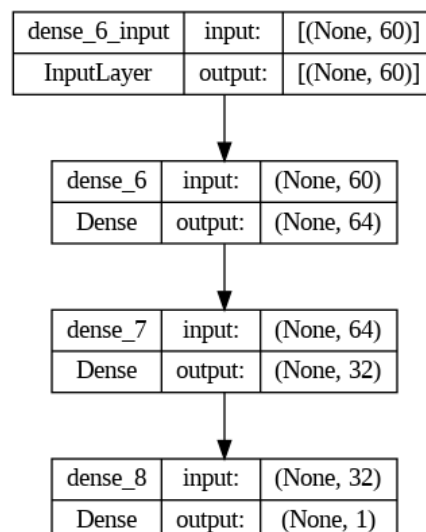 dense_6_input input: [(None, 60)]
InputLayer output: [(None, 60)]
dense_6 input: (None, 60)
Dense output: (None, 64)
dense_7 input: (None, 64)
Dense output: (None, 32)
dense_8 input: (None, 32)
Dense output: (None, 1)